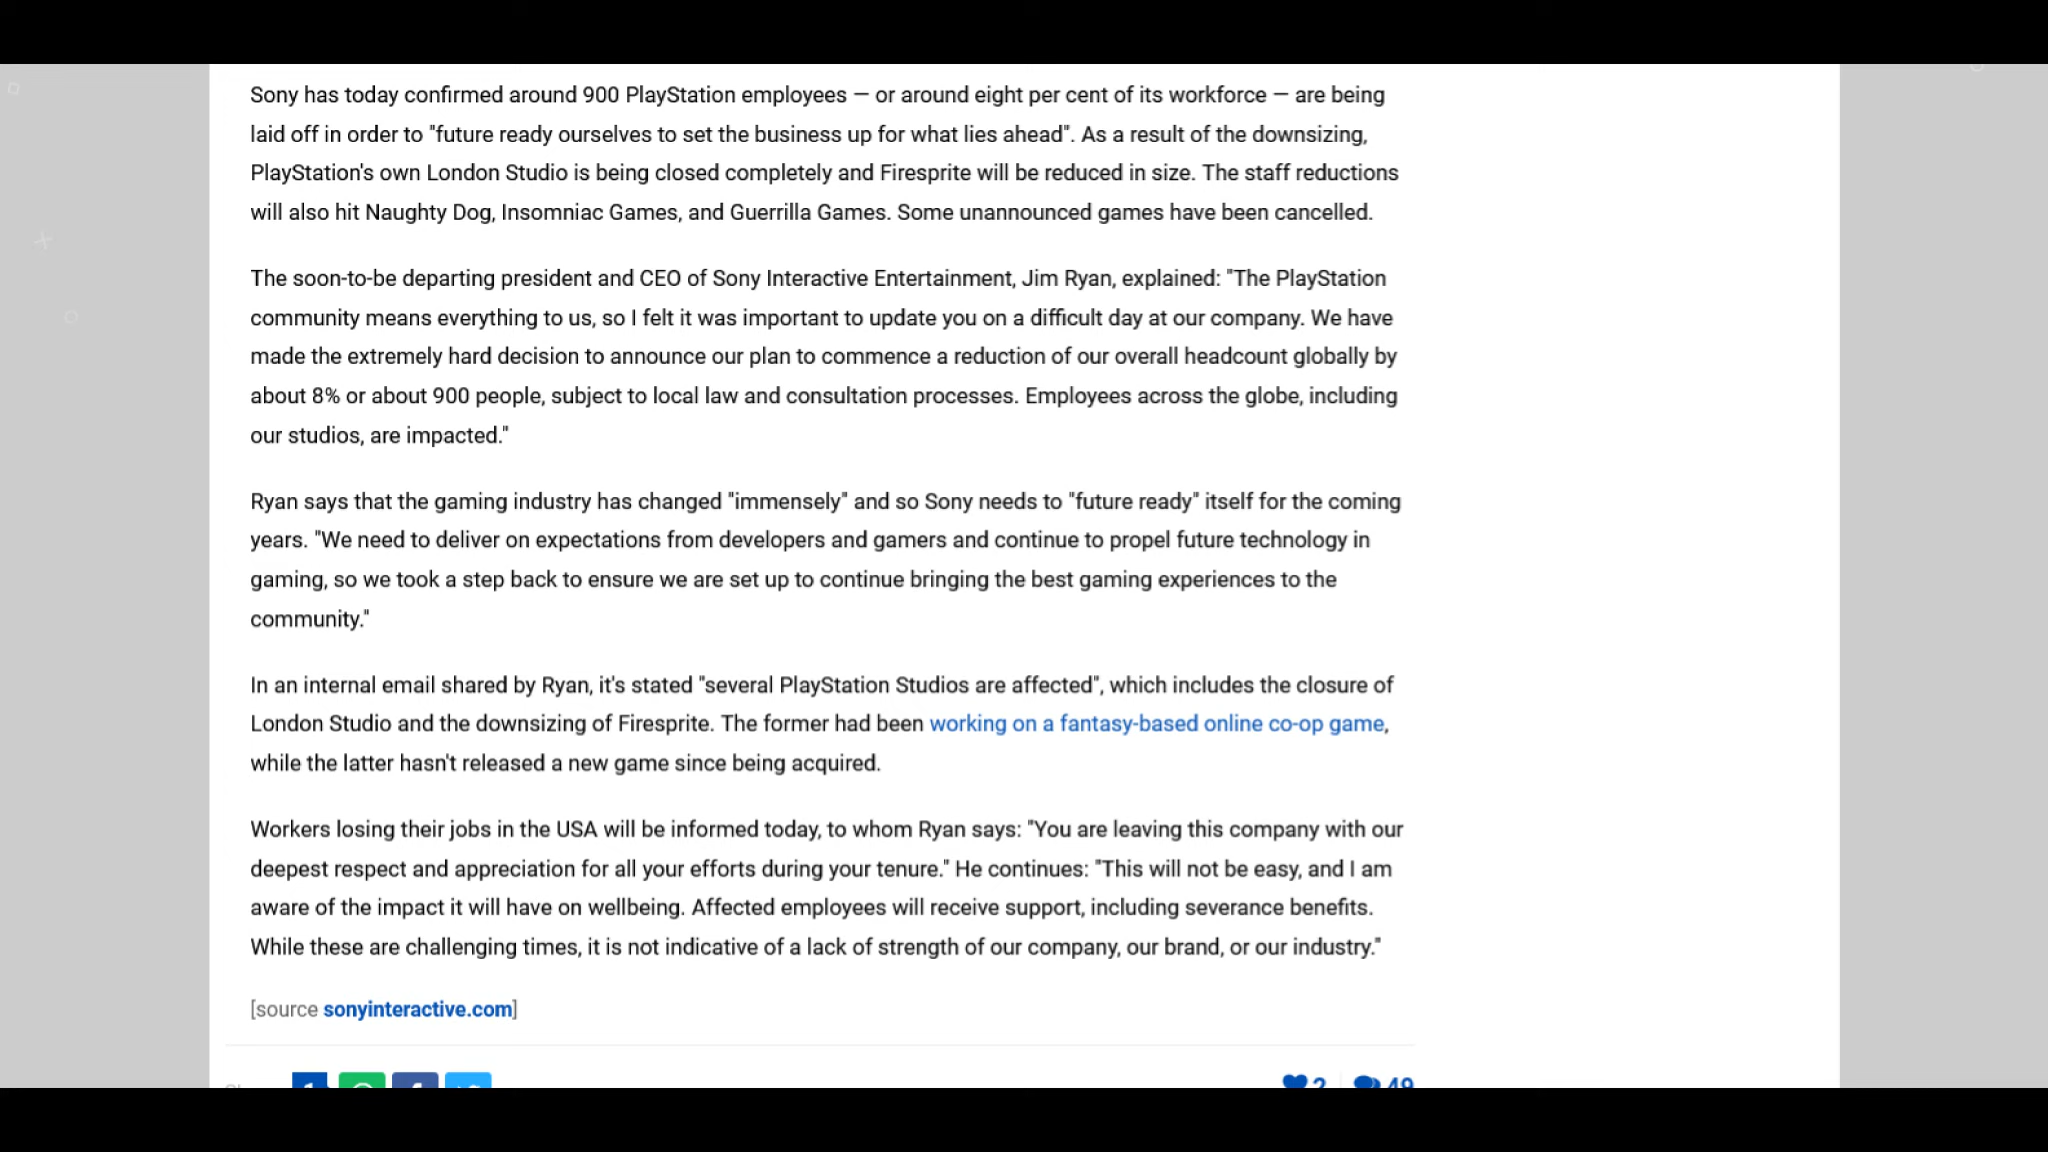 Sony has today confirmed around 900 PlayStation employees — or around eight per cent of its workforce — are being
laid off in order to "future ready ourselves to set the business up for what lies ahead". As a result of the downsizing,
PlayStation's own London Studio is being closed completely and Firesprite will be reduced in size. The staff reductions
will also hit Naughty Dog, Insomniac Games, and Guerrilla Games. Some unannounced games have been cancelled.
The soon-to-be departing president and CEO of Sony Interactive Entertainment, Jim Ryan, explained: "The PlayStation
community means everything to us, so I felt it was important to update you on a difficult day at our company. We have
made the extremely hard decision to announce our plan to commence a reduction of our overall headcount globally by
about 8% or about 900 people, subject to local law and consultation processes. Employees across the globe, including
our studios, are impacted."
Ryan says that the gaming industry has changed "immensely" and so Sony needs to "future ready" itself for the coming
years. "We need to deliver on expectations from developers and gamers and continue to propel future technology in
gaming, so we took a step back to ensure we are set up to continue bringing the best gaming experiences to the
community."
In an internal email shared by Ryan, it's stated "several PlayStation Studios are affected", which includes the closure of
London Studio and the downsizing of Firesprite. The former had been working on a fantasy-based online co-op game,
while the latter hasn't released a new game since being acquired.
Workers losing their jobs in the USA will be informed today, to whom Ryan says: "You are leaving this company with our
deepest respect and appreciation for all your efforts during your tenure." He continues: "This will not be easy, and I am
aware of the impact it will have on wellbeing. Affected employees will receive support, including severance benefits.
While these are challenging times, it is not indicative of a lack of strength of our company, our brand, or our industry."
[source sonyinteractive.com]
2 49